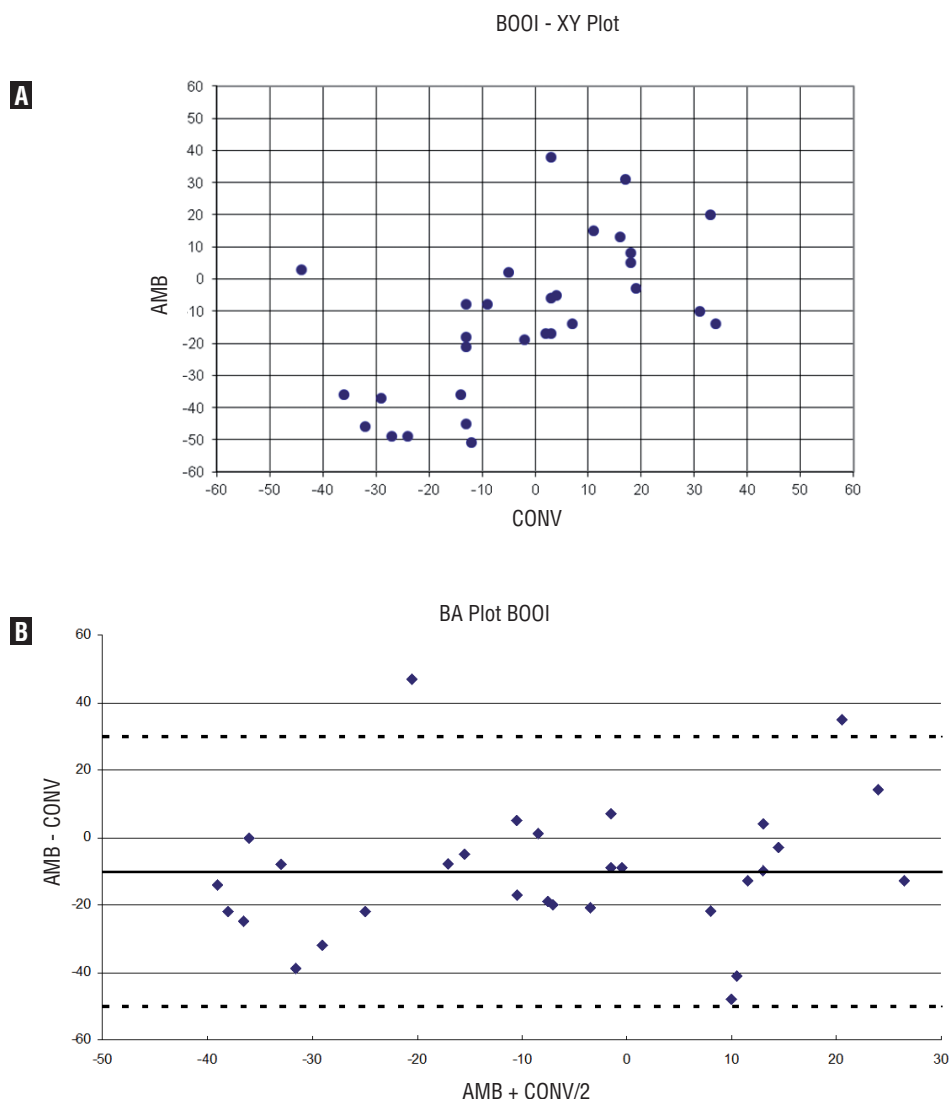 BOOI - XY Plot
A
60
50
40
30
20
10
0
-10
-20
-30
-40
-50
-60
AMB
-60 -50 -40 -30 -20 -10 0 10 20 30 40 50 60
CONV
BA Plot BOOI
B
60
40
20
0
-20
-40
-60
AMB - CONV
-50 -40 -30 -20 -10 0 10 20 30
AMB + CONV/2